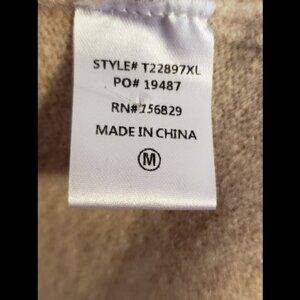 STYLE# T22897XL
PO# 19487
RN# 156829
MADE IN CHINA
M